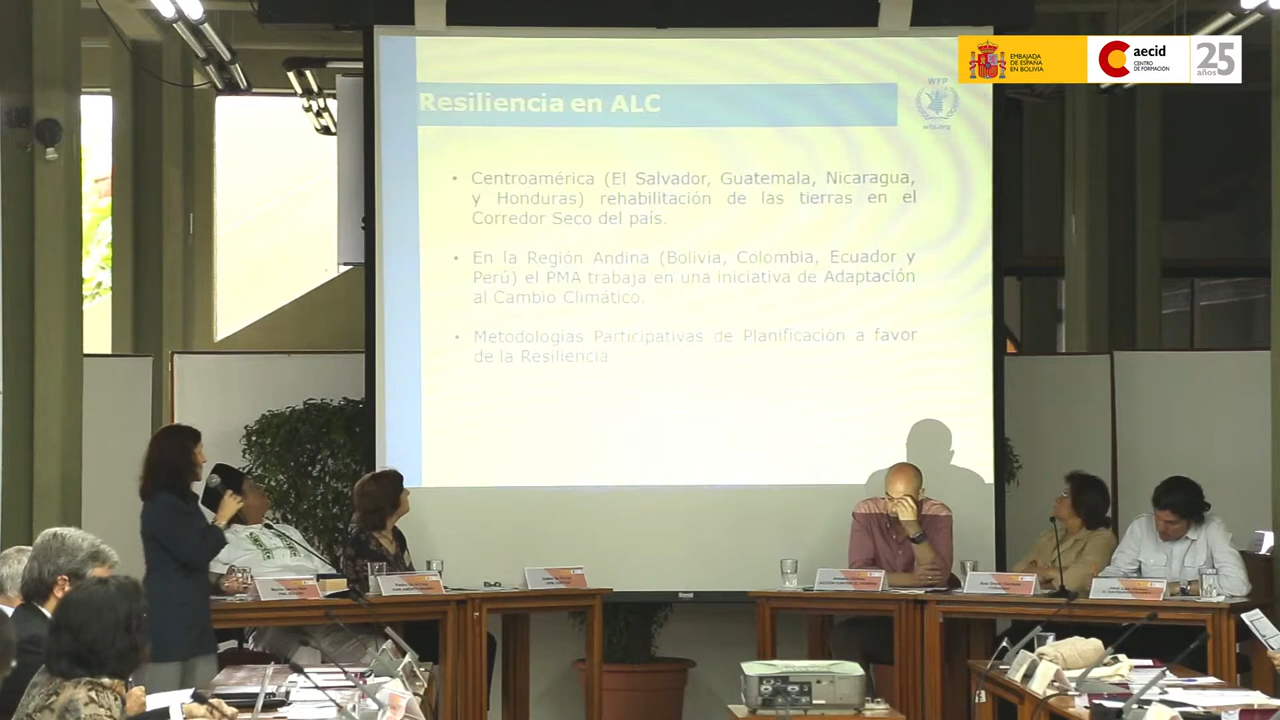 EMBAJADA
DE ESPAÑA
EN BOLIVIA
aecid
CENTRO
DE FORMACIÓN
25
años
WFP
wfp.org
Resiliencia en ALC
• Centroamérica (El Salvador, Guatemala, Nicaragua,
y Honduras) rehabilitación de las tierras en el
Corredor Seco del país.
• En la Región Andina (Bolivia, Colombia, Ecuador y
Perú) el PMA trabaja en una iniciativa de Adaptación
al Cambio Climático.
• Metodologías Participativas de Planificación a favor
de la Resiliencia